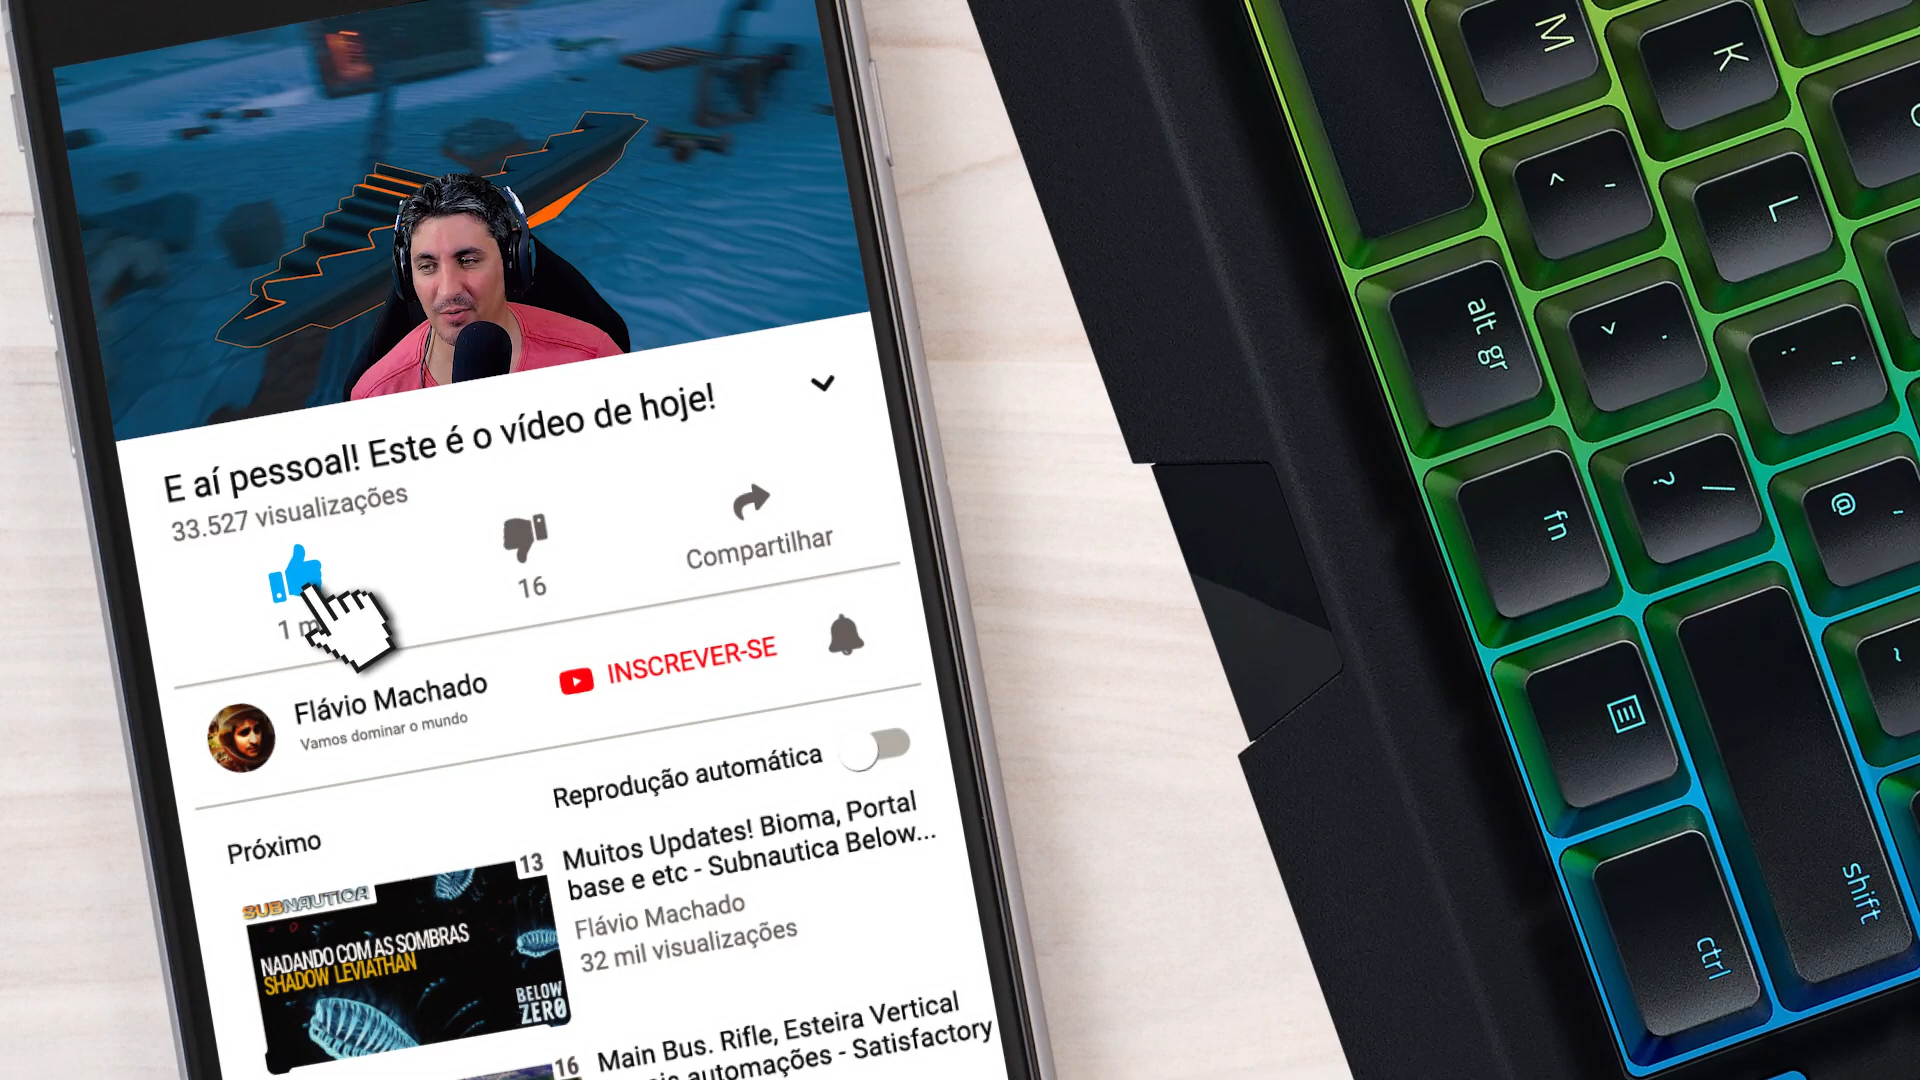 E aí pessoal! Este é o vídeo de hoje!
33.527 visualizações
1 m
16
Compartilhar
Flávio Machado
Vamos dominar o mundo
INSCREVER-SE
Reprodução automática
Próximo
13
SUBNAUTICA
NADANDO COM AS SOMBRAS
SHADOW LEVIATHAN
BELOW
ZERO
Muitos Updates! Bioma, Portal
base e etc - Subnautica Below...
Flávio Machado
32 mil visualizações
16
Main Bus. Rifle, Esteira Vertical
automações - Satisfactory
M
K
^ -
L
alt gr
v .
: ;
fn
? /
@
~
ctrl
shift